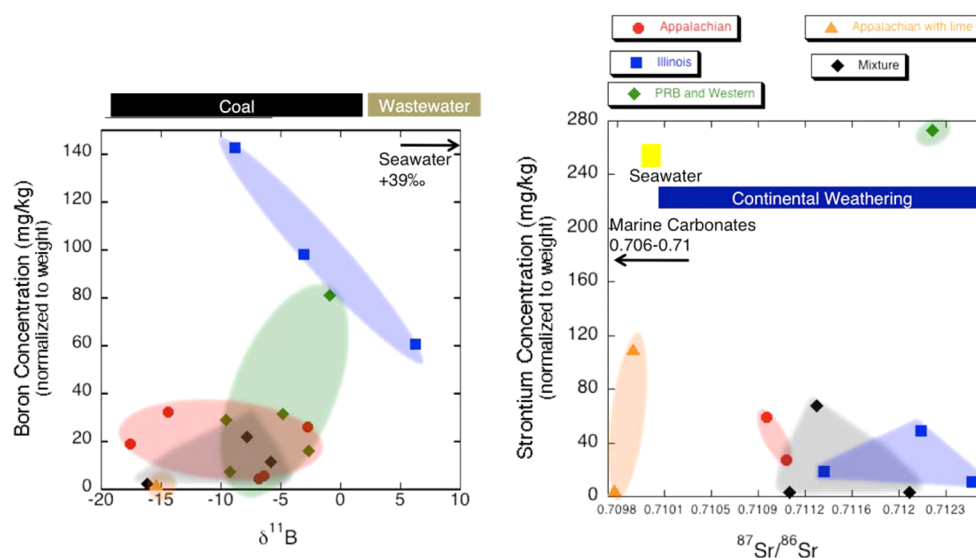 Coal
Wastewater
Boron Concentration (mg/kg)
(normalized to weight)
140
120
100
80
60
40
20
0
Seawater
+39‰
-20 -15 -10 -5 0 5 10
δ11B
Appalachian
Appalachian with lime
Illinois
Mixture
PRB and Western
Strontium Concentration (mg/kg)
(normalized to weight)
280
240
200
160
120
80
40
0
Seawater
Continental Weathering
Marine Carbonates
0.706-0.71
0.7098 0.7101 0.7105 0.7109 0.7112 0.7116 0.712 0.7123
87Sr/86Sr